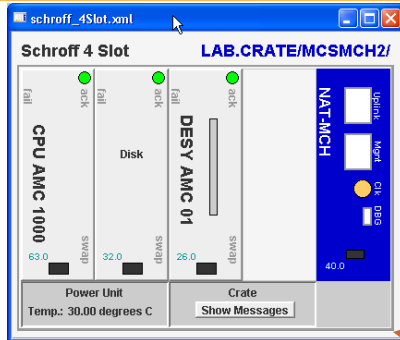 schroff_4Slot.xml
Schroff 4 Slot
LAB.CRATE/MCSMCH2/
fail
ack
CPU AMC 1000
swap
63.0
fail
ack
Disk
swap
32.0
fail
ack
DESY AMC 01
swap
26.0
NAT-MCH
Uplink
Mgnt
Clk
DBG
40.0
Power Unit
Temp.: 30.00 degrees C
Crate
Show Messages